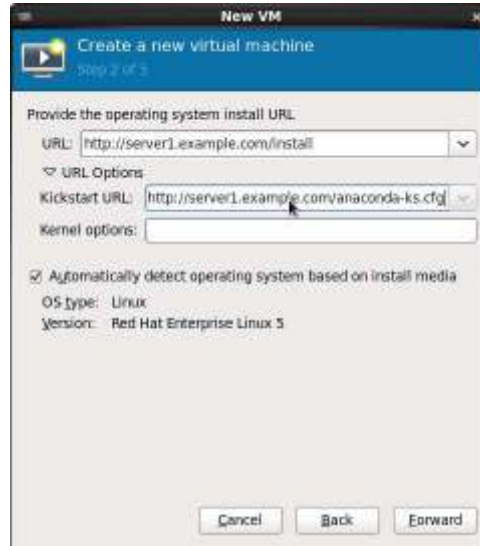 New VM
Create a new virtual machine
Step 2 of 5
Provide the operating system install URL
URL: http://server1.example.com/install
URL Options
Kickstart URL: http://server1.example.com/anaconda-ks.cfg
Kernel options:
Automatically detect operating system based on install media
OS type: Linux
Version: Red Hat Enterprise Linux 5
Cancel Back Forward